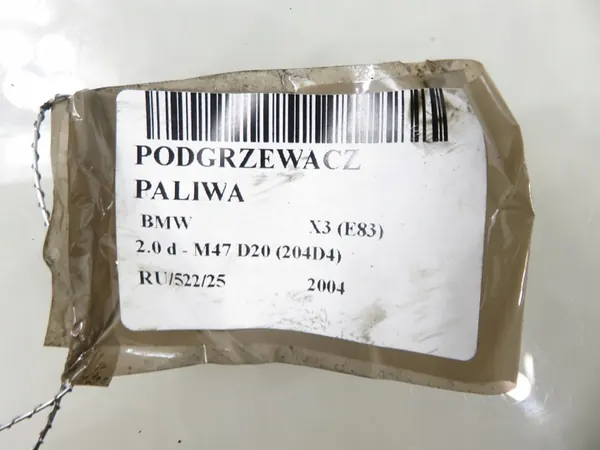 PODGRZEWACZ
PALIWA
BMW X3 (E83)
2.0 d - M47 D20 (204D4)
RU/522/25 2004